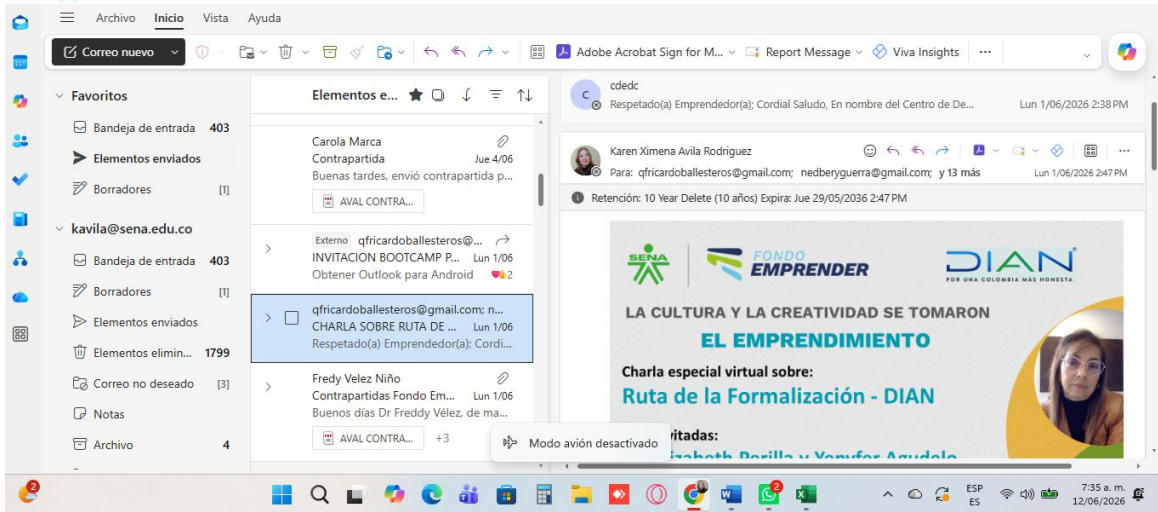 Archivo Inicio Vista Ayuda
Correo nuevo
Adobe Acrobat Sign for M...
Report Message
Viva Insights
Favoritos
Bandeja de entrada 403
Elementos enviados
Borradores [1]
kavila@sena.edu.co
Bandeja de entrada 403
Borradores [1]
Elementos enviados
Elementos elimin... 1799
Correo no deseado [3]
Notas
Archivo 4
Elementos e...
Carola Marca
Contrapartida Jue 4/06
Buenas tardes, envió contrapartida p...
AVAL CONTRA...
Externo qfricardoballesteros@...
INVITACION BOOTCAMP P... Lun 1/06
Obtener Outlook para Android 2
qfricardoballesteros@gmail.com; n...
CHARLA SOBRE RUTA DE ... Lun 1/06
Respetado(a) Emprendedor(a); Cordi...
Fredy Velez Niño
Contrapartidas Fondo Em... Lun 1/06
Buenos días Dr Freddy Vélez, de ma...
AVAL CONTRA... +3
C
cdedc
Respetado(a) Emprendedor(a); Cordial Saludo, En nombre del Centro de De... Lun 1/06/2026 2:38 PM
Karen Ximena Avila Rodriguez
Para: qfricardoballesteros@gmail.com; nedberyguerra@gmail.com; y 13 más Lun 1/06/2026 2:47 PM
Retención: 10 Year Delete (10 años) Expira: Jue 29/05/2036 2:47 PM
SENA
FONDO
EMPRENDER
DIAN
POR UNA COLOMBIA MÁS HONESTA
LA CULTURA Y LA CREATIVIDAD SE TOMARON
EL EMPRENDIMIENTO
Charla especial virtual sobre:
Ruta de la Formalización - DIAN
vitadas:
izabeth Perilla y Yenyfer Agudelo
Modo avión desactivado
2
2
ESP
ES
7:35 a. m.
12/06/2026